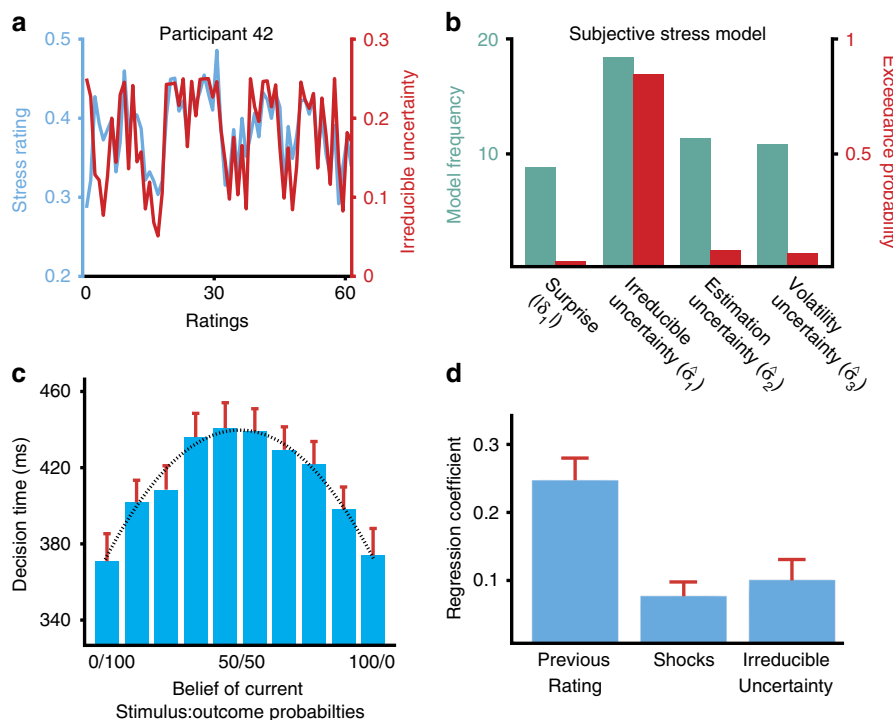 a
Participant 42
0.5
0.4
0.3
0.2
Stress rating
0.3
0.2
0.1
0
Irreducible uncertainty
0
30
60
Ratings
b
Subjective stress model
20
10
Model frequency
1
0.5
0
Exceedance probability
Surprise
(|δ₁|)
Irreducible
uncertainty (σ̂₁)
Estimation
uncertainty (σ̂₂)
Volatility
uncertainty (σ̂₃)
c
460
420
380
340
Decision time (ms)
0/100
50/50
100/0
Belief of current
Stimulus:outcome probabilties
d
0.3
0.2
0.1
Regression coefficient
Previous
Rating
Shocks
Irreducible
Uncertainty